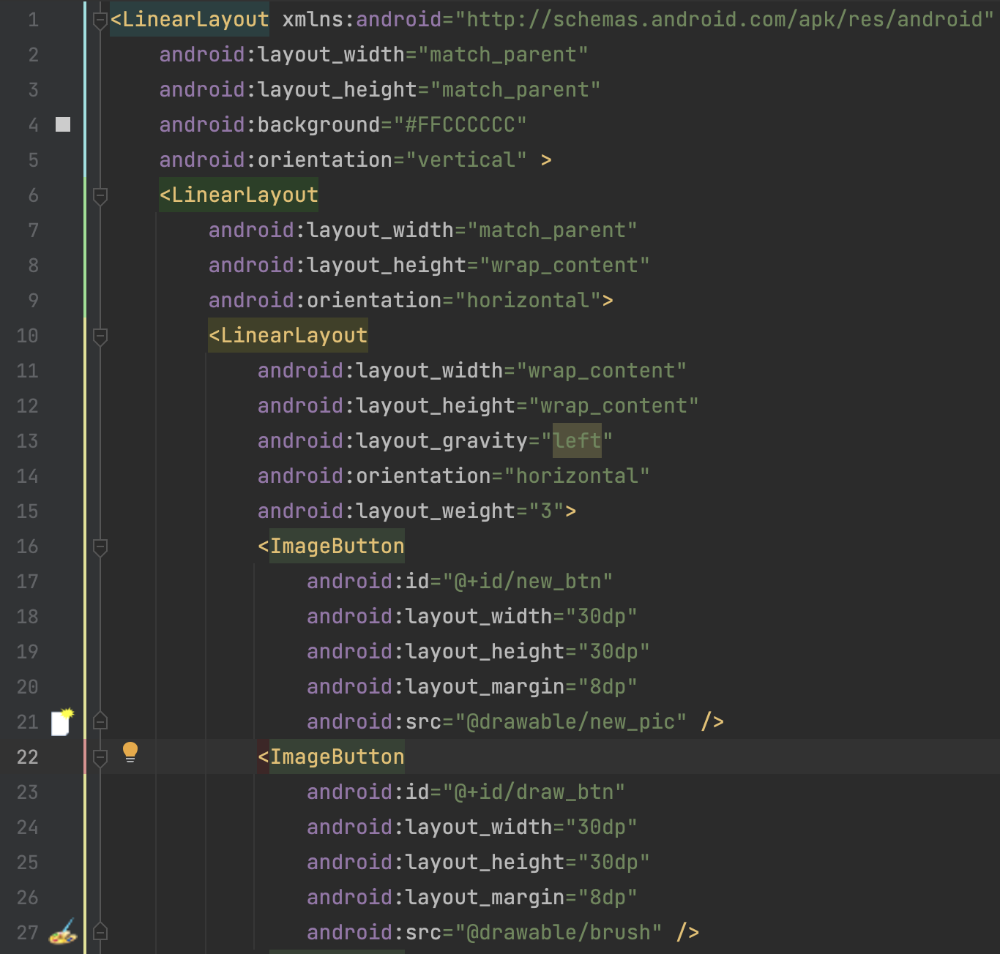 1 <LinearLayout xmlns:android="http://schemas.android.com/apk/res/android"
2 android:layout_width="match_parent"
3 android:layout_height="match_parent"
4 android:background="#FFCCCCCC"
5 android:orientation="vertical" >
6 <LinearLayout
7 android:layout_width="match_parent"
8 android:layout_height="wrap_content"
9 android:orientation="horizontal">
10 <LinearLayout
11 android:layout_width="wrap_content"
12 android:layout_height="wrap_content"
13 android:layout_gravity="left"
14 android:orientation="horizontal"
15 android:layout_weight="3">
16 <ImageButton
17 android:id="@+id/new_btn"
18 android:layout_width="30dp"
19 android:layout_height="30dp"
20 android:layout_margin="8dp"
21 android:src="@drawable/new_pic" />
22 <ImageButton
23 android:id="@+id/draw_btn"
24 android:layout_width="30dp"
25 android:layout_height="30dp"
26 android:layout_margin="8dp"
27 android:src="@drawable/brush" />